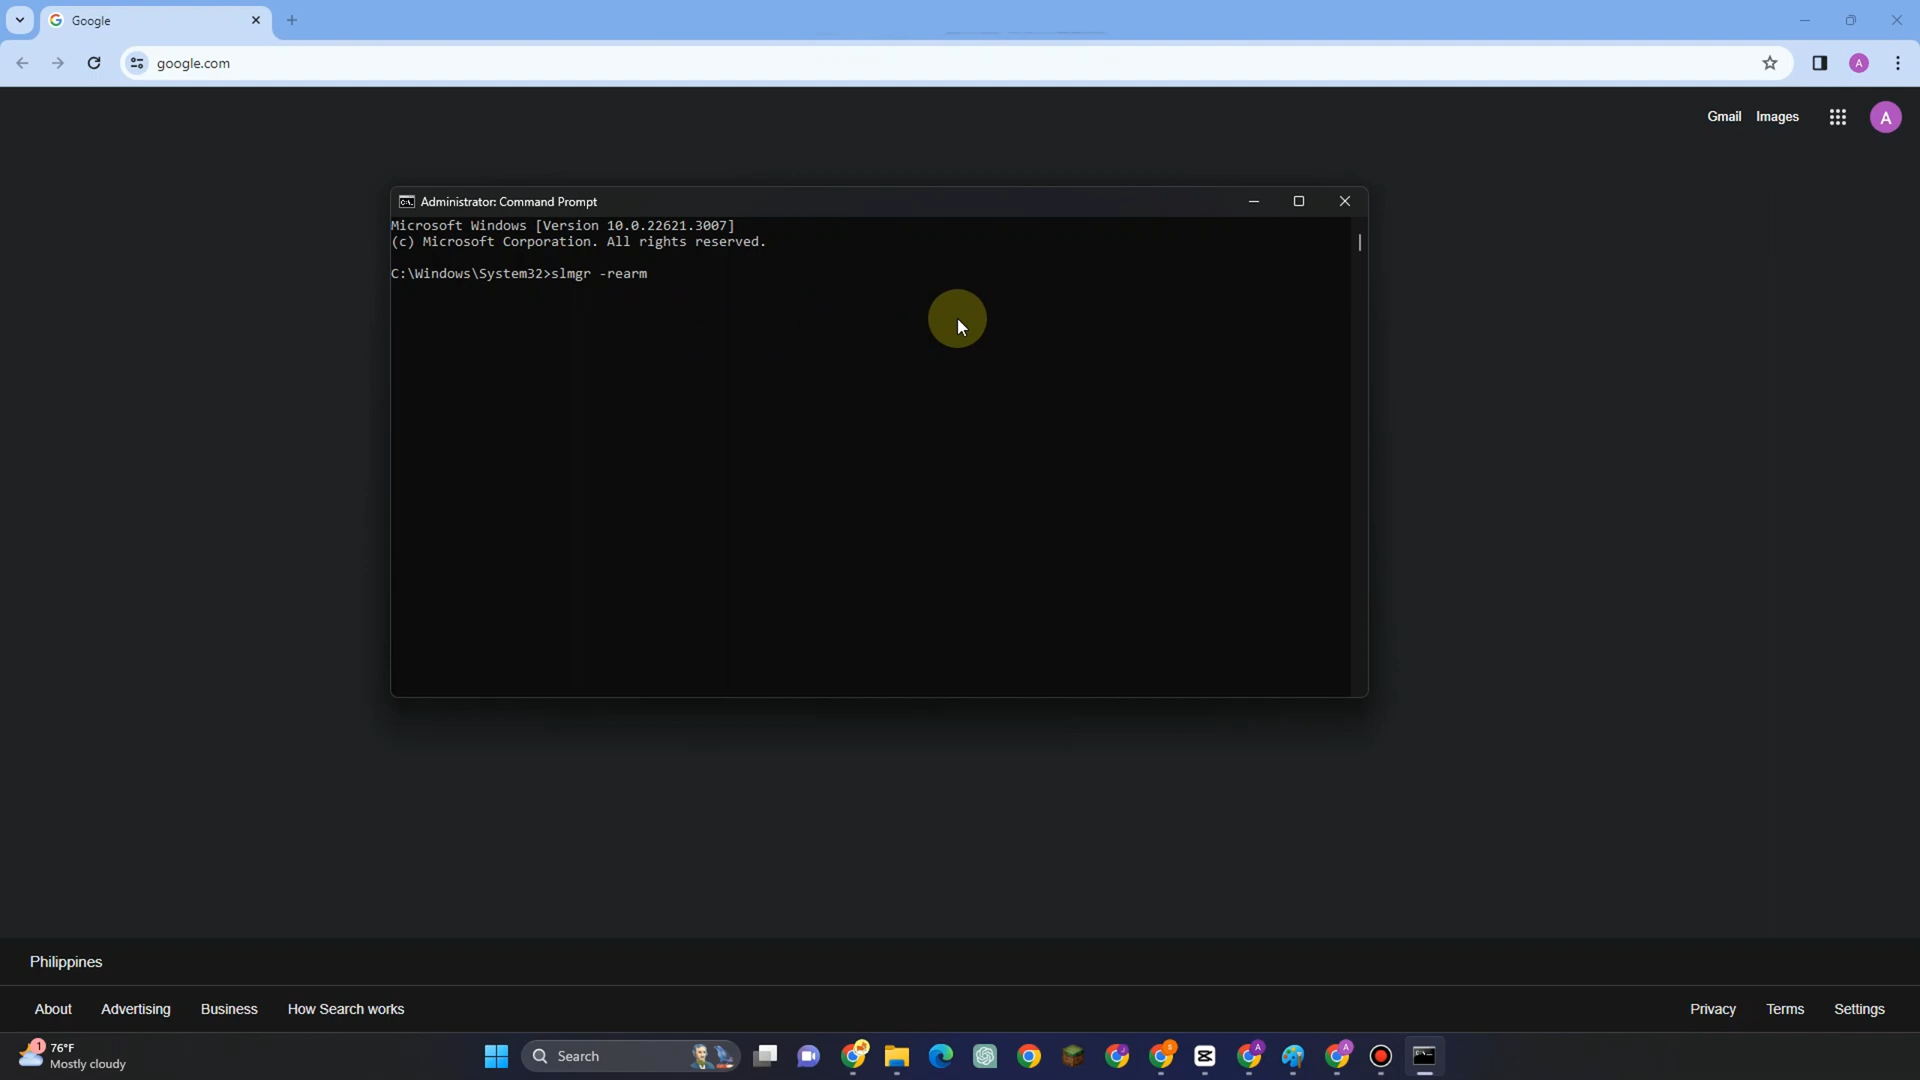 Google
google.com
Gmail Images
A
A
Administrator: Command Prompt
Microsoft Windows [Version 10.0.22621.3007]
(c) Microsoft Corporation. All rights reserved.
C:\Windows\System32>slmgr -rearm
Philippines
About Advertising Business How Search works
Privacy Terms Settings
1
76°F
Mostly cloudy
Search